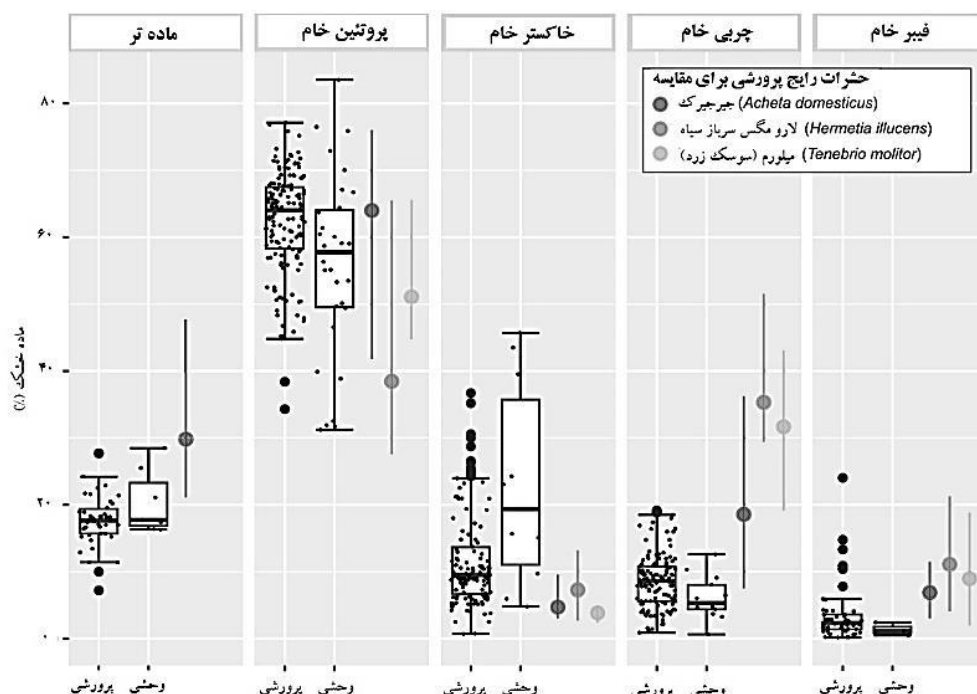 ماده تر
پروتئین خام
خاکستر خام
چربی خام
فیبر خام
حشرات رایج پرورشی برای مقایسه
جیرجیرک (Acheta domesticus)
لارو مگس سرباز سیاه (Hermetia illucens)
میلورم (سوسک زرد) (Tenebrio molitor)
ماده خشک (%)
۸۰
۶۰
۴۰
۲۰
۰۰
پرورشی وحشی پرورشی وحشی پرورشی وحشی پرورشی وحشی پرورشی وحشی